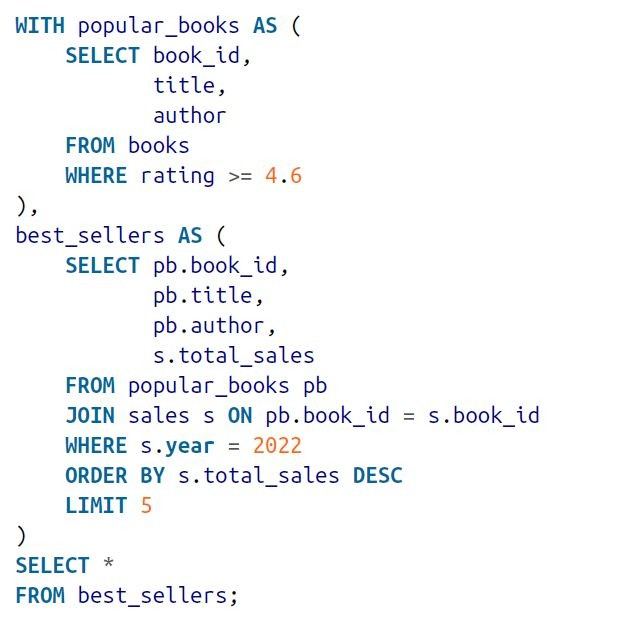 WITH popular_books AS (
    SELECT book_id,
           title,
           author
    FROM books
    WHERE rating >= 4.6
),
best_sellers AS (
    SELECT pb.book_id,
           pb.title,
           pb.author,
           s.total_sales
    FROM popular_books pb
    JOIN sales s ON pb.book_id = s.book_id
    WHERE s.year = 2022
    ORDER BY s.total_sales DESC
    LIMIT 5
)
SELECT *
FROM best_sellers;